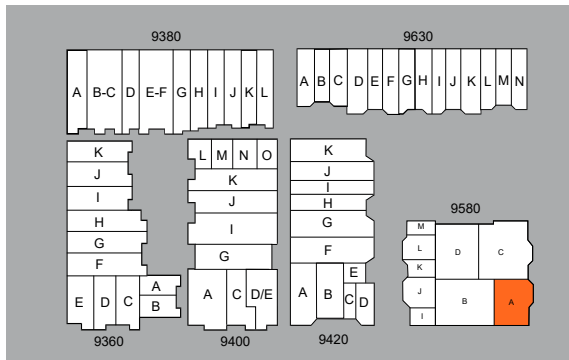 9380
A B-C D E-F G H I J K L
9630
A B C D E F G H I J K L M N
K
J
I
H
G
F
E D C A
B
9360
L M N O
K
J
I
G
A C D/E
9400
K
J
I
H
G
F
E
A B C D
9420
9580
M
L
K
J
I
D C
B A